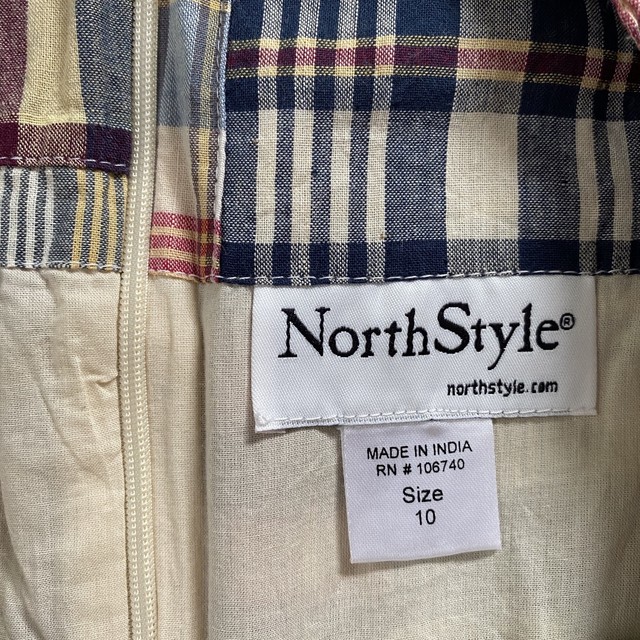 NorthStyle®
northstyle.com
MADE IN INDIA
RN # 106740
Size
10